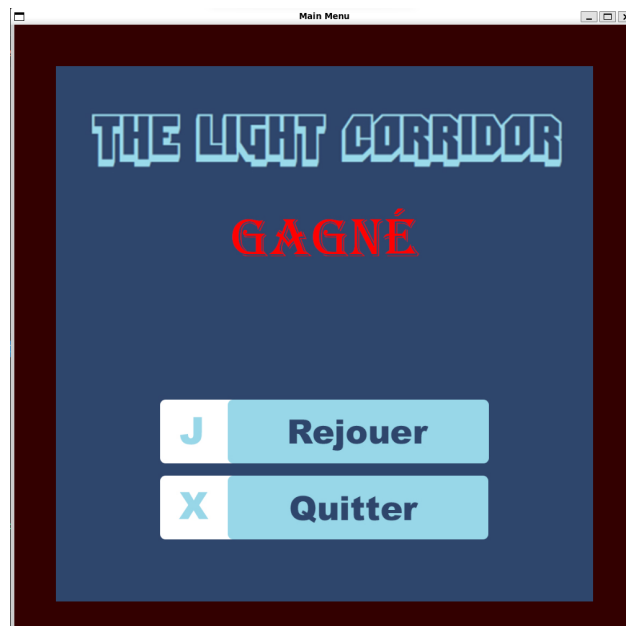 Main Menu
THE LIGHT CORRIDOR
GAGNÉ
J Rejouer
X Quitter